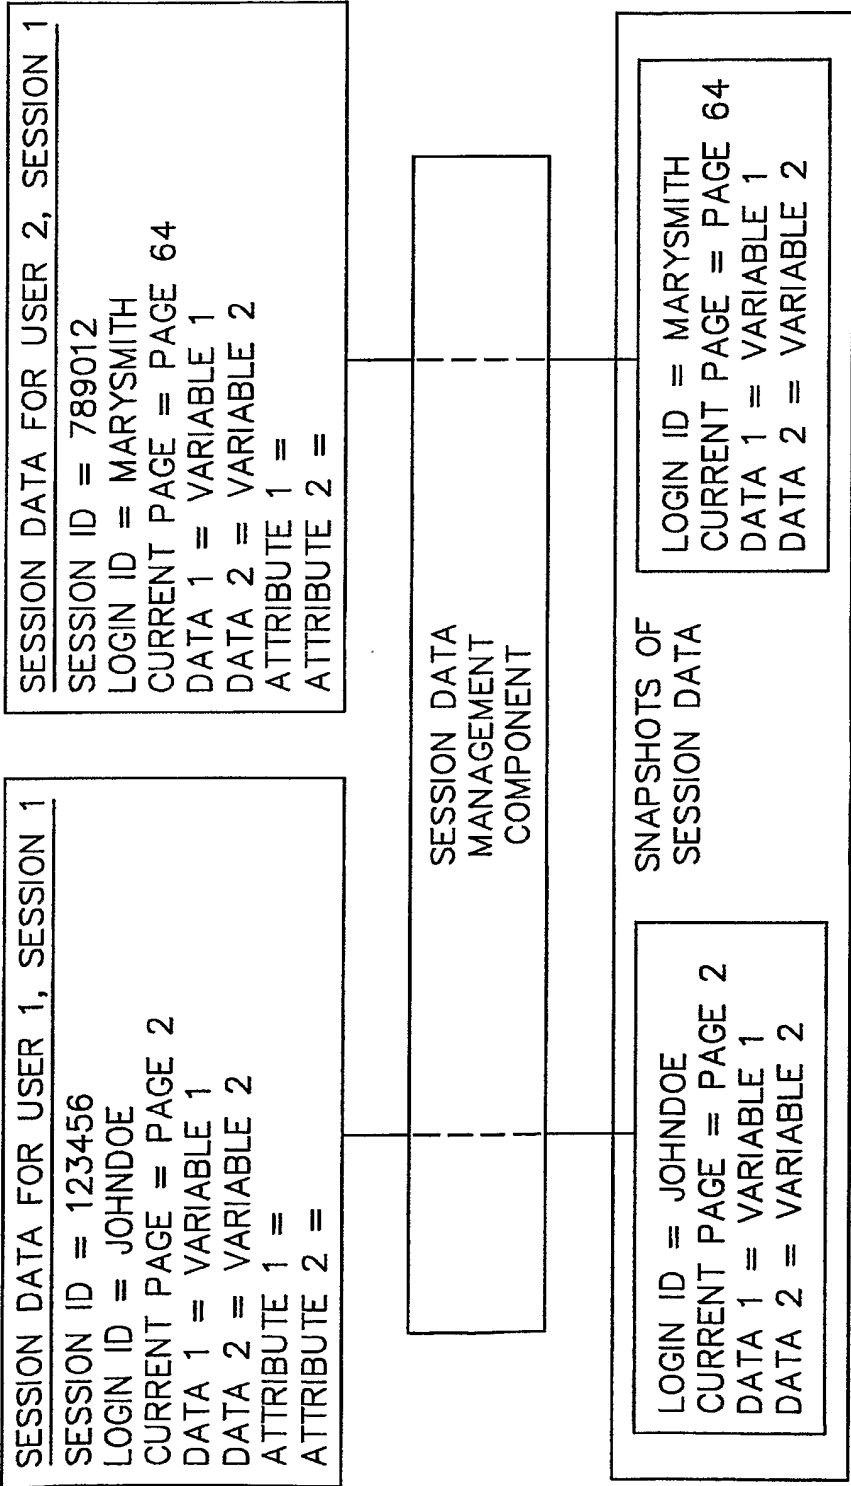 SESSION DATA FOR USER 1, SESSION 1
SESSION ID = 123456
LOGIN ID = JOHNDOE
CURRENT PAGE = PAGE 2
DATA 1 = VARIABLE 1
DATA 2 = VARIABLE 2
ATTRIBUTE 1 =
ATTRIBUTE 2 =
SESSION DATA FOR USER 2, SESSION 1
SESSION ID = 789012
LOGIN ID = MARYSMITH
CURRENT PAGE = PAGE 64
DATA 1 = VARIABLE 1
DATA 2 = VARIABLE 2
ATTRIBUTE 1 =
ATTRIBUTE 2 =
SESSION DATA
MANAGEMENT
COMPONENT
LOGIN ID = JOHNDOE
CURRENT PAGE = PAGE 2
DATA 1 = VARIABLE 1
DATA 2 = VARIABLE 2
SNAPSHOTS OF
SESSION DATA
LOGIN ID = MARYSMITH
CURRENT PAGE = PAGE 64
DATA 1 = VARIABLE 1
DATA 2 = VARIABLE 2